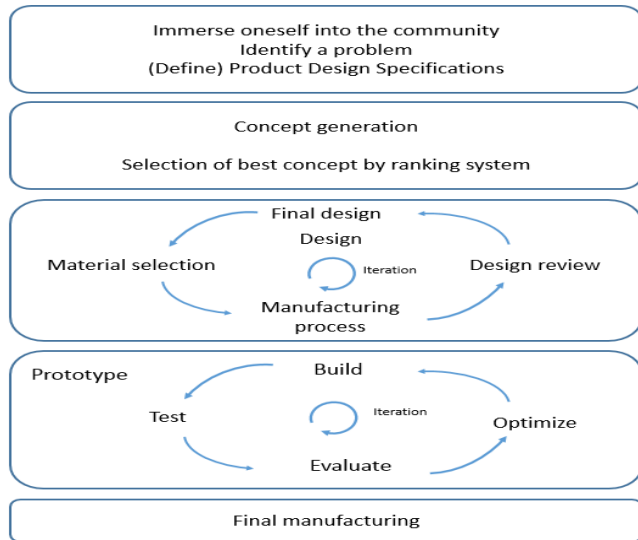 Immerse oneself into the community
Identify a problem
(Define) Product Design Specifications
Concept generation
Selection of best concept by ranking system
Final design
Design
Material selection
Iteration
Design review
Manufacturing
process
Prototype
Build
Test
Iteration
Optimize
Evaluate
Final manufacturing